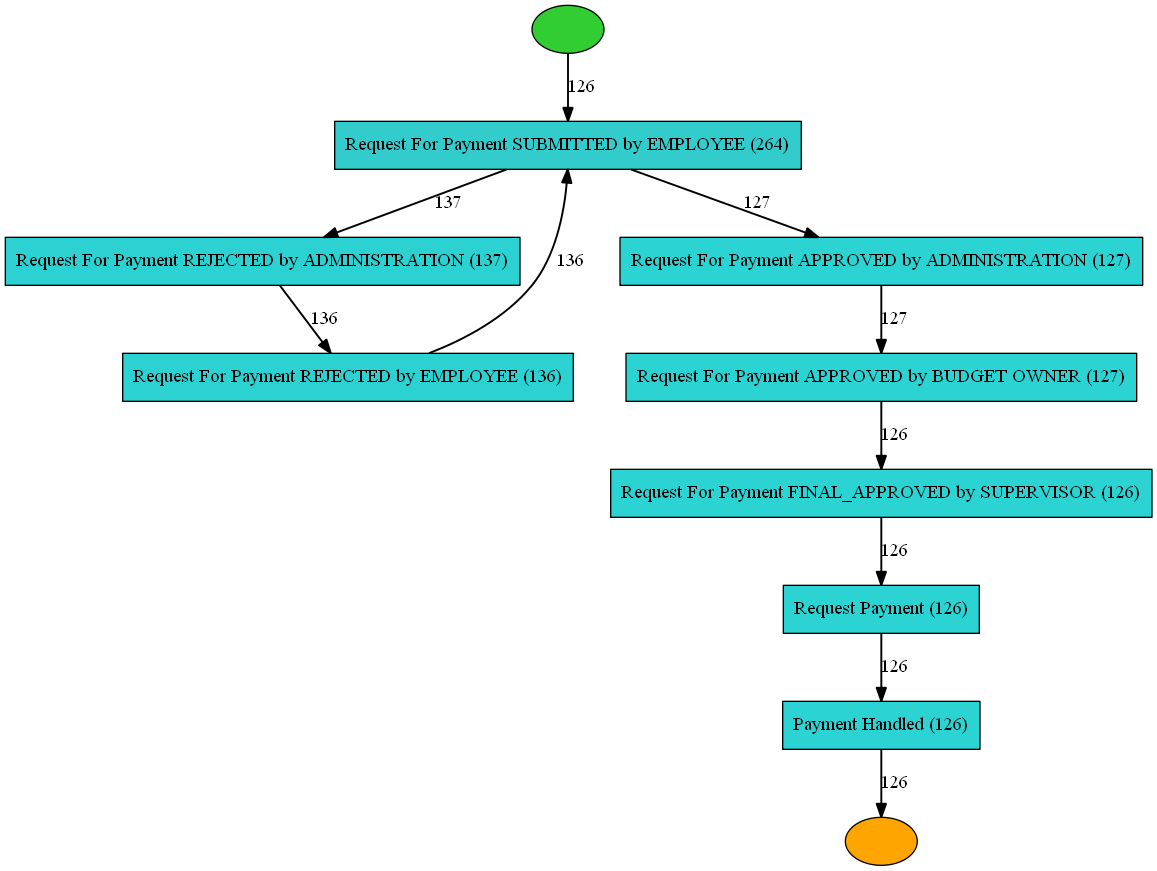 126
Request For Payment SUBMITTED by EMPLOYEE (264)
137
127
Request For Payment REJECTED by ADMINISTRATION (137)
136
Request For Payment APPROVED by ADMINISTRATION (127)
136
127
Request For Payment REJECTED by EMPLOYEE (136)
Request For Payment APPROVED by BUDGET OWNER (127)
126
Request For Payment FINAL_APPROVED by SUPERVISOR (126)
126
Request Payment (126)
126
Payment Handled (126)
126